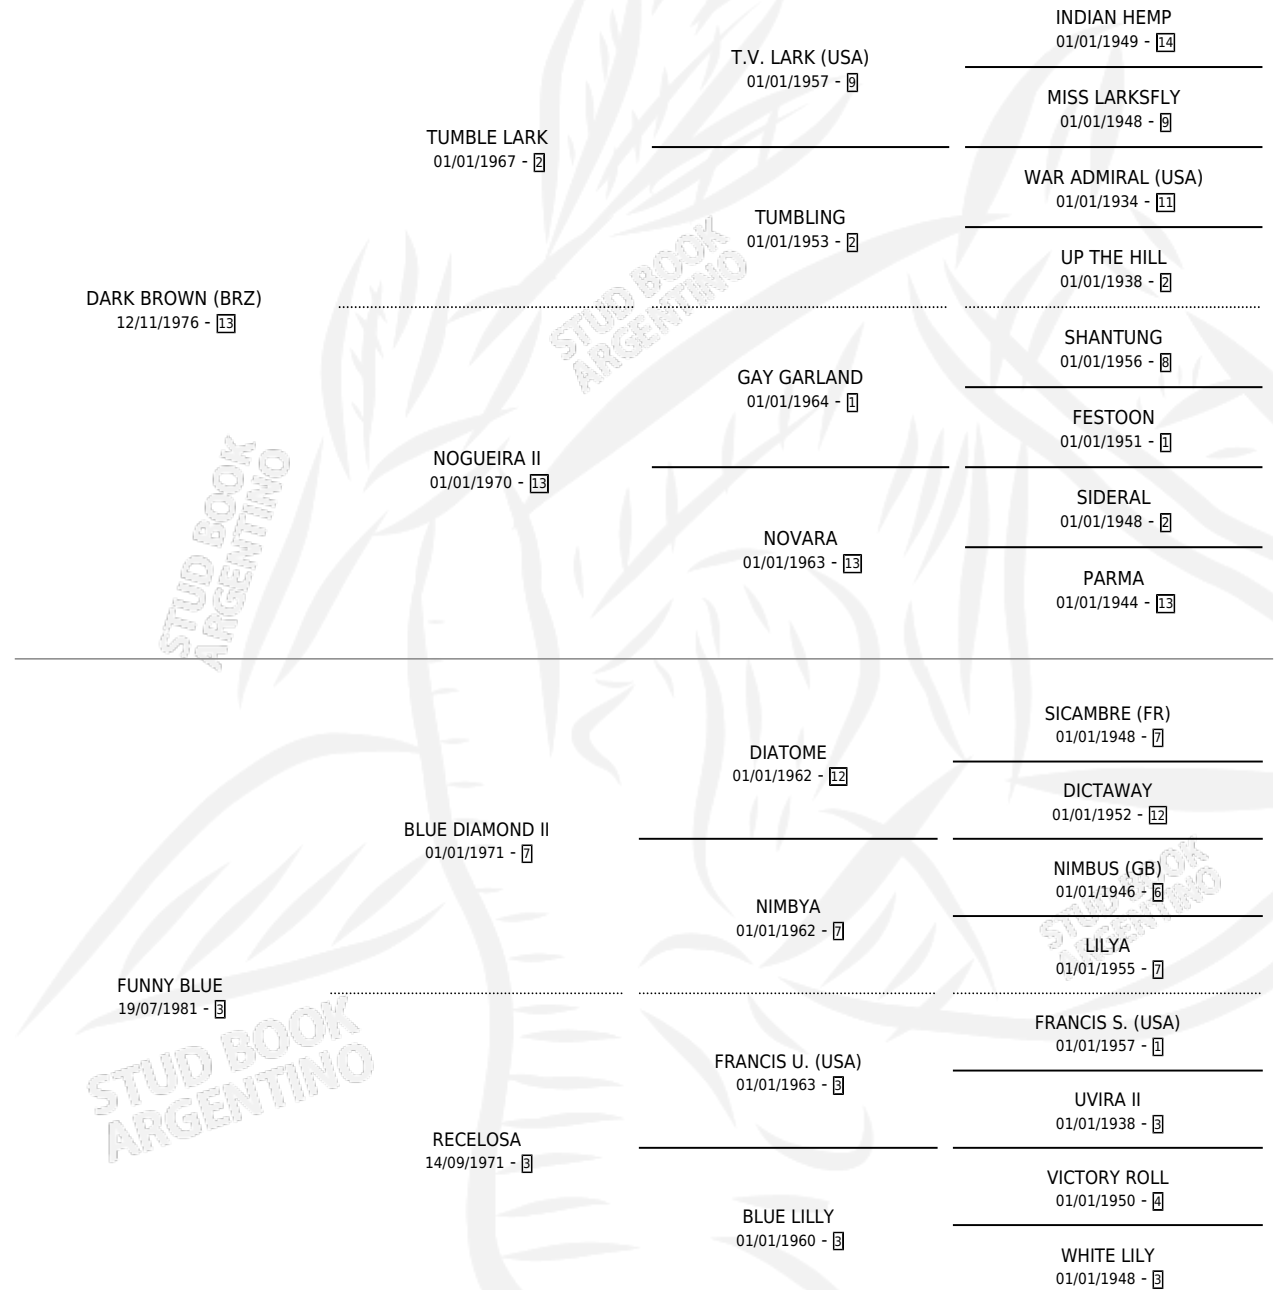 INDIAN HEMP
01/01/1949 - 14
T.V. LARK (USA)
01/01/1957 - 9
MISS LARKSFLY
01/01/1948 - 9
TUMBLE LARK
01/01/1967 - 2
WAR ADMIRAL (USA)
01/01/1934 - 11
TUMBLING
01/01/1953 - 2
UP THE HILL
01/01/1938 - 2
DARK BROWN (BRZ)
12/11/1976 - 13
SHANTUNG
01/01/1956 - 8
GAY GARLAND
01/01/1964 - 1
FESTOON
01/01/1951 - 1
NOGUEIRA II
01/01/1970 - 13
SIDERAL
01/01/1948 - 2
NOVARA
01/01/1963 - 13
PARMA
01/01/1944 - 13
SICAMBRE (FR)
01/01/1948 - 7
DIATOME
01/01/1962 - 12
DICTAWAY
01/01/1952 - 12
BLUE DIAMOND II
01/01/1971 - 7
NIMBUS (GB)
01/01/1946 - 6
NIMBYA
01/01/1962 - 7
LILYA
01/01/1955 - 7
FUNNY BLUE
19/07/1981 - 3
FRANCIS S. (USA)
01/01/1957 - 1
FRANCIS U. (USA)
01/01/1963 - 3
UVIRA II
01/01/1938 - 3
RECELOSA
14/09/1971 - 3
VICTORY ROLL
01/01/1950 - 4
BLUE LILLY
01/01/1960 - 3
WHITE LILY
01/01/1948 - 3
STUD BOOK
ARGENTINO
STUD BOOK
ARGENTINO
STUD BOOK
ARGENTINO
STUD BOOK
ARGENTINO